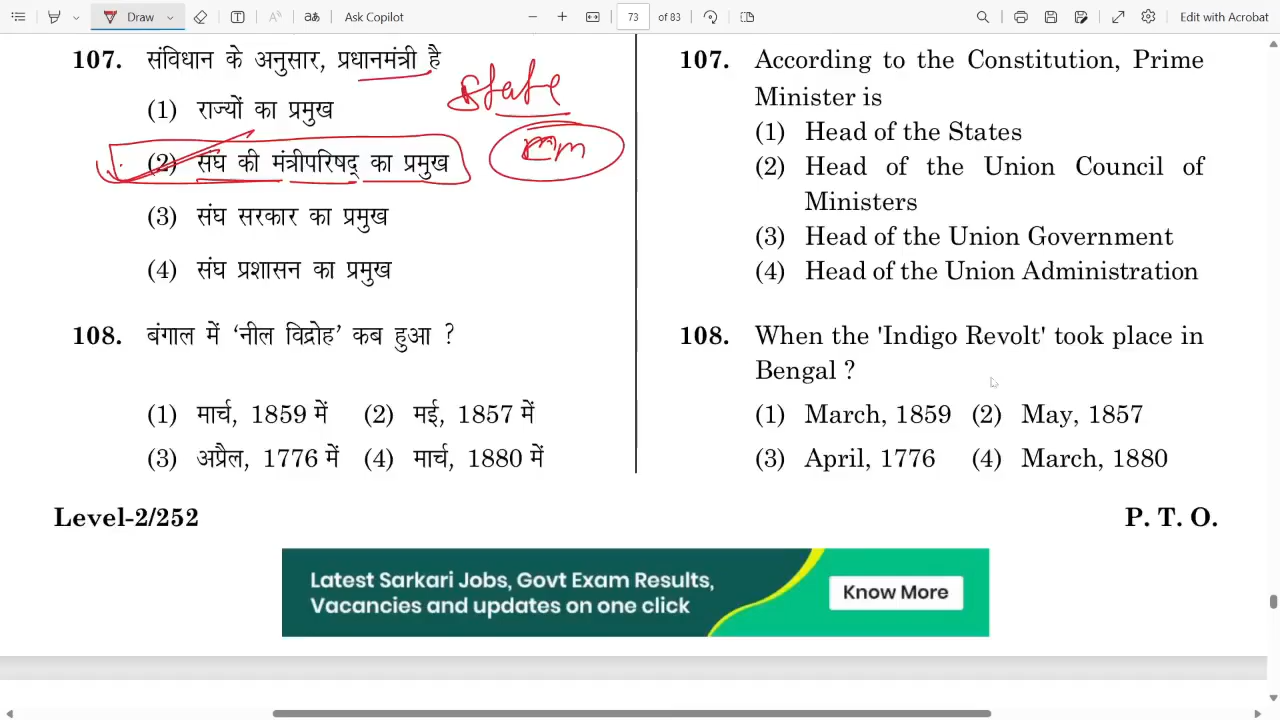 Draw
Ask Copilot
73 of 83
Edit with Acrobat
107. संविधान के अनुसार, प्रधानमंत्री है
(1) राज्यों का प्रमुख
(2) संघ की मंत्रीपरिषद् का प्रमुख
(3) संघ सरकार का प्रमुख
(4) संघ प्रशासन का प्रमुख
state
cm
108. बंगाल में ‘नील विद्रोह’ कब हुआ ?
(1) मार्च, 1859 में (2) मई, 1857 में
(3) अप्रैल, 1776 में (4) मार्च, 1880 में
107. According to the Constitution, Prime
Minister is
(1) Head of the States
(2) Head of the Union Council of
Ministers
(3) Head of the Union Government
(4) Head of the Union Administration
108. When the 'Indigo Revolt' took place in
Bengal ?
(1) March, 1859 (2) May, 1857
(3) April, 1776 (4) March, 1880
Level-2/252
P. T. O.
Latest Sarkari Jobs, Govt Exam Results,
Vacancies and updates on one click
Know More